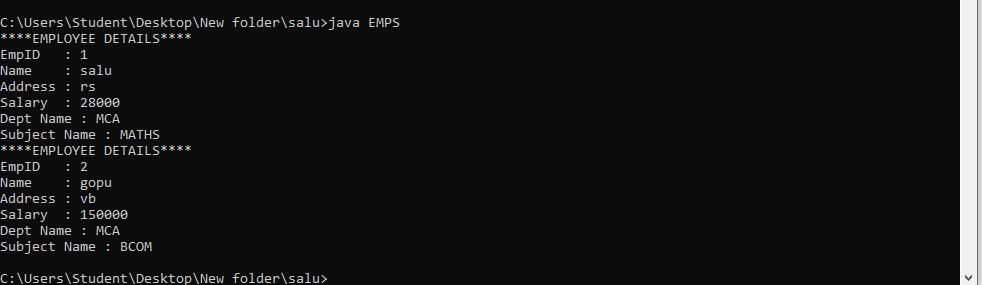 C:\Users\Student\Desktop\New folder\salu>java EMPS
****EMPLOYEE DETAILS****
EmpID   : 1
Name    : salu
Address : rs
Salary  : 28000
Dept Name : MCA
Subject Name : MATHS
****EMPLOYEE DETAILS****
EmpID   : 2
Name    : gopu
Address : vb
Salary  : 150000
Dept Name : MCA
Subject Name : BCOM
C:\Users\Student\Desktop\New folder\salu>